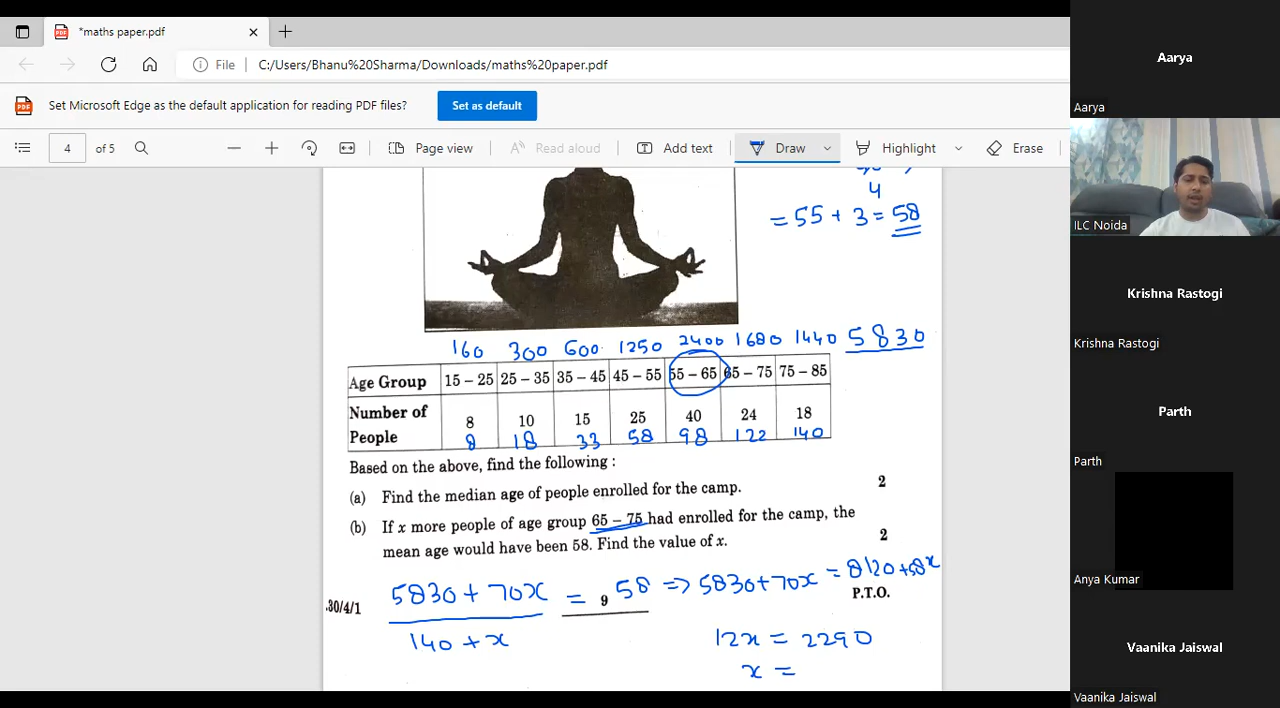 *maths paper.pdf
File C:/Users/Bhanu%20Sharma/Downloads/maths%20paper.pdf
Set Microsoft Edge as the default application for reading PDF files? Set as default
4 of 5 Page view Read aloud Add text Draw Highlight Erase
4
= 55 + 3 = 58
160 300 600 1250 2400 1680 1440 5830
Age Group 15 – 25 25 – 35 35 – 45 45 – 55 55 – 65 65 – 75 75 – 85
Number of People 8 10 15 25 40 24 18
8 18 33 58 98 122 140
Based on the above, find the following :
(a) Find the median age of people enrolled for the camp. 2
(b) If x more people of age group 65 – 75 had enrolled for the camp, the
mean age would have been 58. Find the value of x. 2
5830 + 70x = 58 => 5830 + 70x = 8120 + 58x
140 + x
.30/4/1 9 P.T.O.
12x = 2290
x =
Aarya
Aarya
ILC Noida
Krishna Rastogi
Krishna Rastogi
Parth
Parth
Anya Kumar
Vaanika Jaiswal
Vaanika Jaiswal